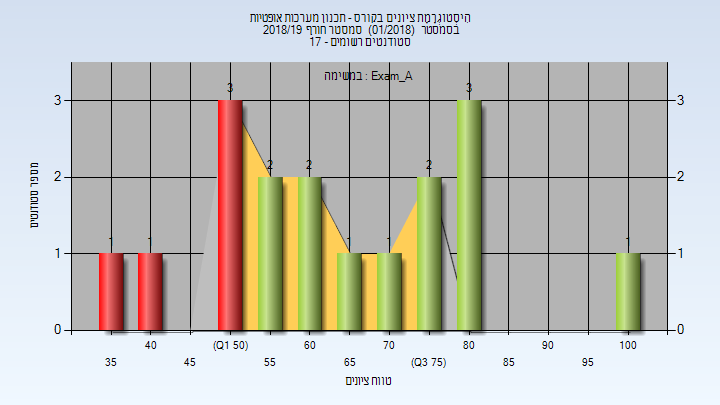 היסטוגרמת ציונים בקורס - תכנון מערכות אופטיות
בסמסטר (01/2018) סמסטר חורף 2018/19
סטודנטים רשומים - 17
במשימה : Exam_A
מספר סטודנטים
3 3
2 2
1 1
0 0
1 1 3 2 2 1 1 2 3 1
40 (Q1 50) 60 70 80 90 100
35 45 55 65 (Q3 75) 85 95
טווח ציונים